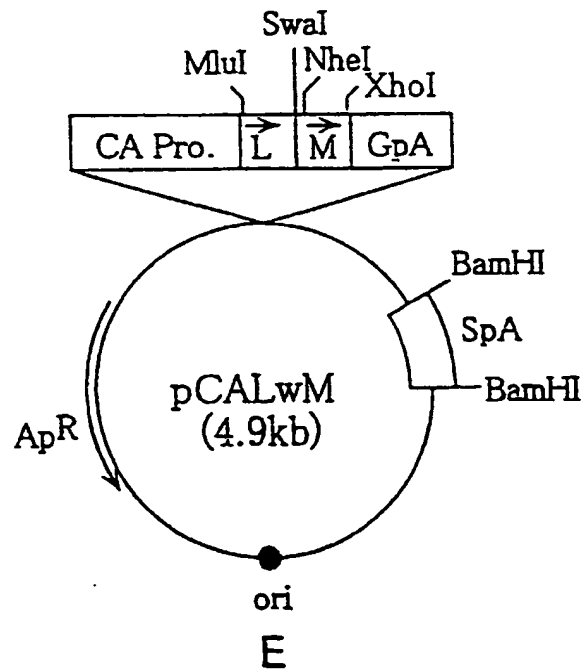 SwaI
MluI NheI
XhoI
CA Pro. L M GpA
BamHI
SpA
BamHI
pCALwM
(4.9kb)
ApR
ori
E